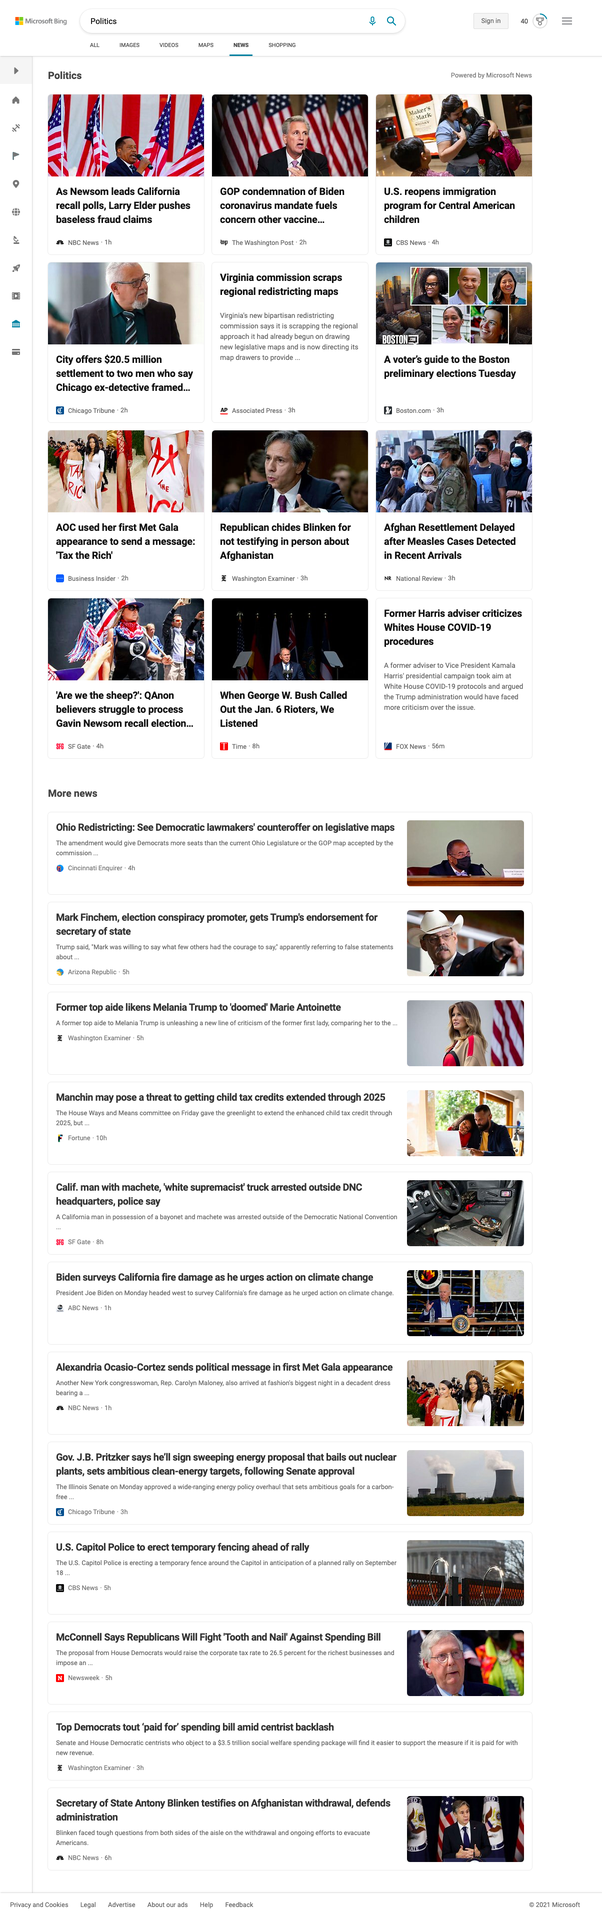 Microsoft Bing
Politics
Sign in
40
ALL
IMAGES
VIDEOS
MAPS
NEWS
SHOPPING
Politics
Powered by Microsoft News
As Newsom leads California
recall polls, Larry Elder pushes
baseless fraud claims
NBC News · 1h
GOP condemnation of Biden
coronavirus mandate fuels
concern other vaccine...
wp
The Washington Post · 2h
Maker's
Mark
U.S. reopens immigration
program for Central American
children
CBS News · 4h
City offers $20.5 million
settlement to two men who say
Chicago ex-detective framed...
Chicago Tribune · 2h
Virginia commission scraps
regional redistricting maps
Virginia's new bipartisan redistricting
commission says it is scrapping the regional
approach it had already begun on drawing
new legislative maps and is now directing its
map drawers to provide ...
AP
Associated Press · 3h
BOSTON
A voter's guide to the Boston
preliminary elections Tuesday
Boston.com · 3h
TAX
RIC
TAX
THE
RICH
AOC used her first Met Gala
appearance to send a message:
'Tax the Rich'
Business Insider · 2h
Republican chides Blinken for
not testifying in person about
Afghanistan
Washington Examiner · 3h
Afghan Resettlement Delayed
after Measles Cases Detected
in Recent Arrivals
NR
National Review · 3h
'Are we the sheep?': QAnon
believers struggle to process
Gavin Newsom recall election...
SF Gate · 4h
When George W. Bush Called
Out the Jan. 6 Rioters, We
Listened
Time · 8h
Former Harris adviser criticizes
Whites House COVID-19
procedures
A former adviser to Vice President Kamala
Harris' presidential campaign took aim at
White House COVID-19 protocols and argued
the Trump administration would have faced
more criticism over the issue.
FOX News · 56m
More news
Ohio Redistricting: See Democratic lawmakers' counteroffer on legislative maps
The amendment would give Democrats more seats than the current Ohio Legislature or the GOP map accepted by the
commission ...
Cincinnati Enquirer · 4h
Mark Finchem, election conspiracy promoter, gets Trump's endorsement for
secretary of state
Trump said, "Mark was willing to say what few others had the courage to say," apparently referring to false statements
about ...
Arizona Republic · 5h
Former top aide likens Melania Trump to 'doomed' Marie Antoinette
A former top aide to Melania Trump is unleashing a new line of criticism of the former first lady, comparing her to the ...
Washington Examiner · 5h
Manchin may pose a threat to getting child tax credits extended through 2025
The House Ways and Means committee on Friday gave the greenlight to extend the enhanced child tax credit through
2025, but ...
Fortune · 10h
Calif. man with machete, 'white supremacist' truck arrested outside DNC
headquarters, police say
A California man in possession of a bayonet and machete was arrested outside of the Democratic National Convention
...
SF Gate · 8h
Biden surveys California fire damage as he urges action on climate change
President Joe Biden on Monday headed west to survey California's fire damage as he urged action on climate change.
ABC News · 1h
Alexandria Ocasio-Cortez sends political message in first Met Gala appearance
Another New York congresswoman, Rep. Carolyn Maloney, also arrived at fashion's biggest night in a decadent dress
bearing a ...
NBC News · 1h
Gov. J.B. Pritzker says he'll sign sweeping energy proposal that bails out nuclear
plants, sets ambitious clean-energy targets, following Senate approval
The Illinois Senate on Monday approved a wide-ranging energy policy overhaul that sets ambitious goals for a carbon-
free ...
Chicago Tribune · 3h
U.S. Capitol Police to erect temporary fencing ahead of rally
The U.S. Capitol Police is erecting a temporary fence around the Capitol in anticipation of a planned rally on September
18 ...
CBS News · 5h
McConnell Says Republicans Will Fight 'Tooth and Nail' Against Spending Bill
The proposal from House Democrats would raise the corporate tax rate to 26.5 percent for the richest businesses and
impose an ...
Newsweek · 5h
Top Democrats tout ‘paid for’ spending bill amid centrist backlash
Senate and House Democratic centrists who object to a $3.5 trillion social welfare spending package will find it easier to support the measure if it is paid for with
new revenue.
Washington Examiner · 3h
Secretary of State Antony Blinken testifies on Afghanistan withdrawal, defends
administration
Blinken faced tough questions from both sides of the aisle on the withdrawal and ongoing efforts to evacuate
Americans.
NBC News · 6h
Privacy and Cookies
Legal
Advertise
About our ads
Help
Feedback
© 2021 Microsoft